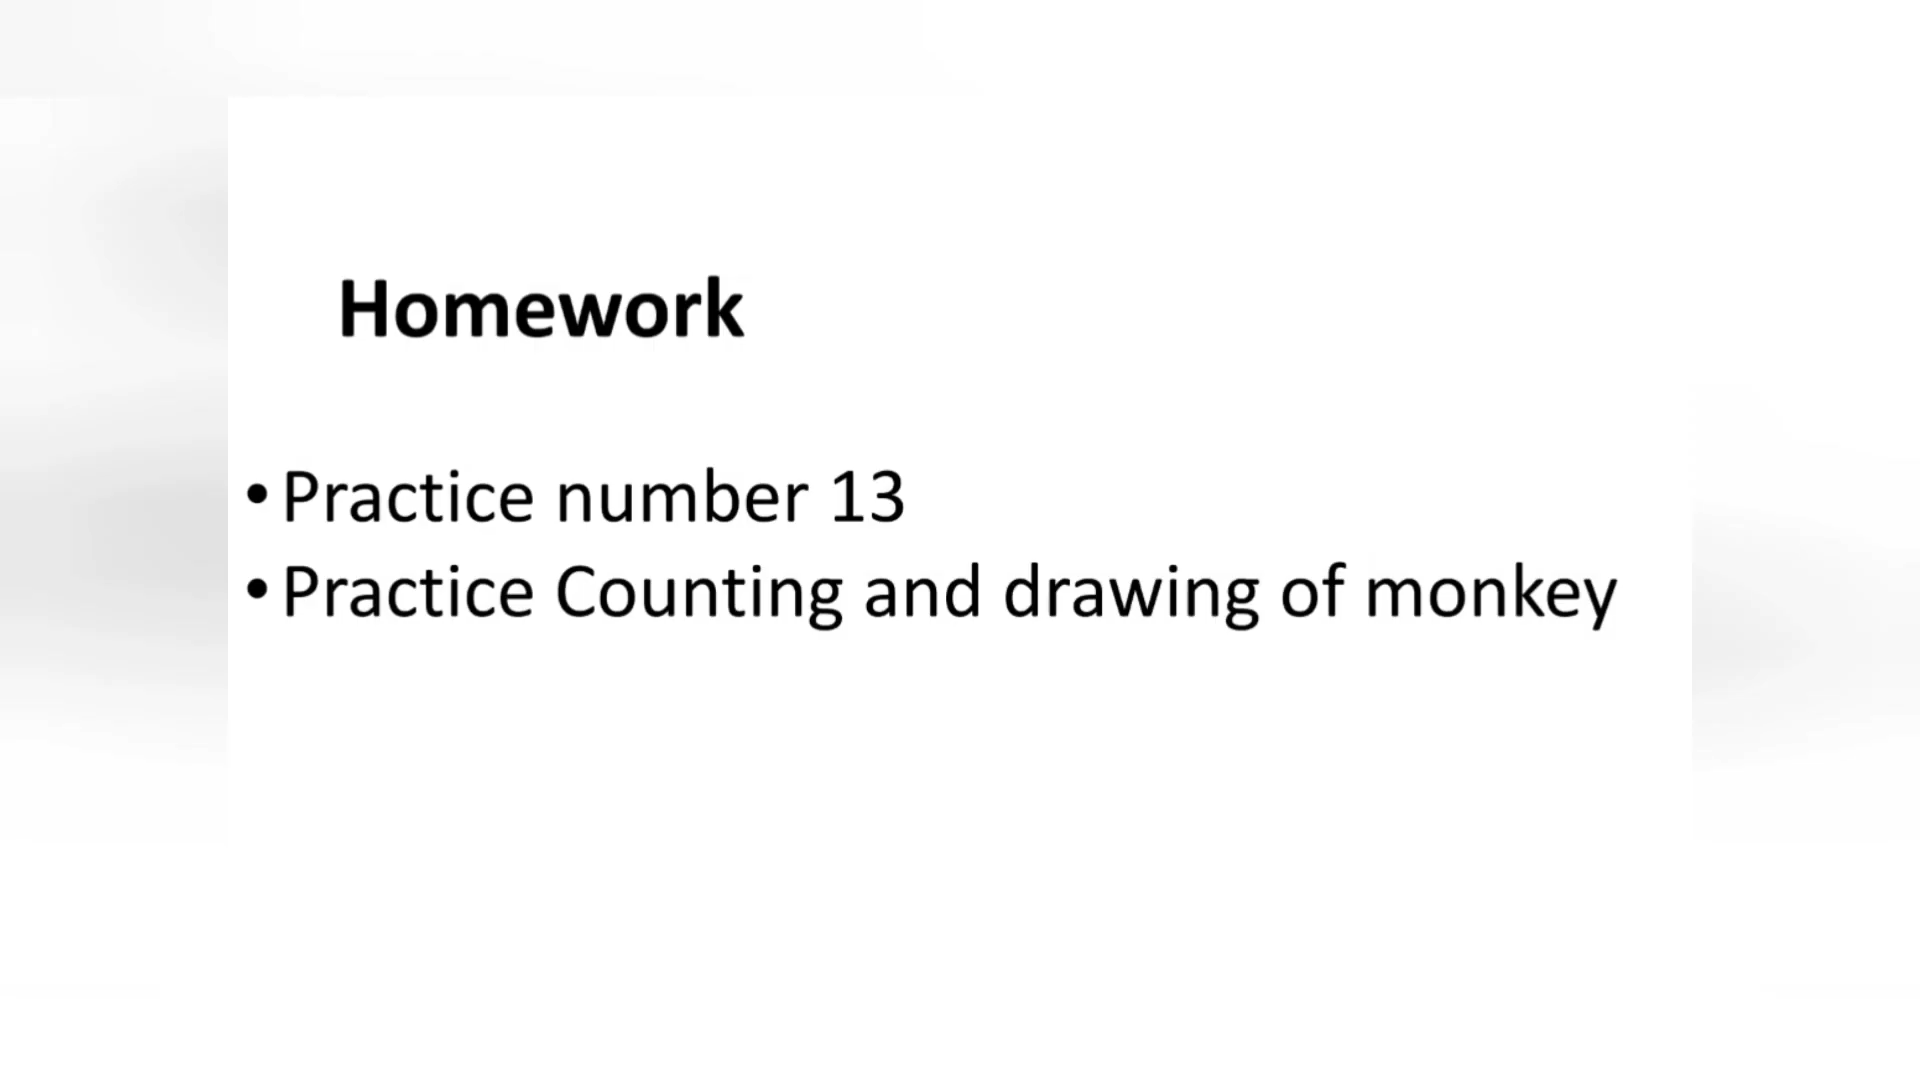 Homework
• Practice number 13
• Practice Counting and drawing of monkey